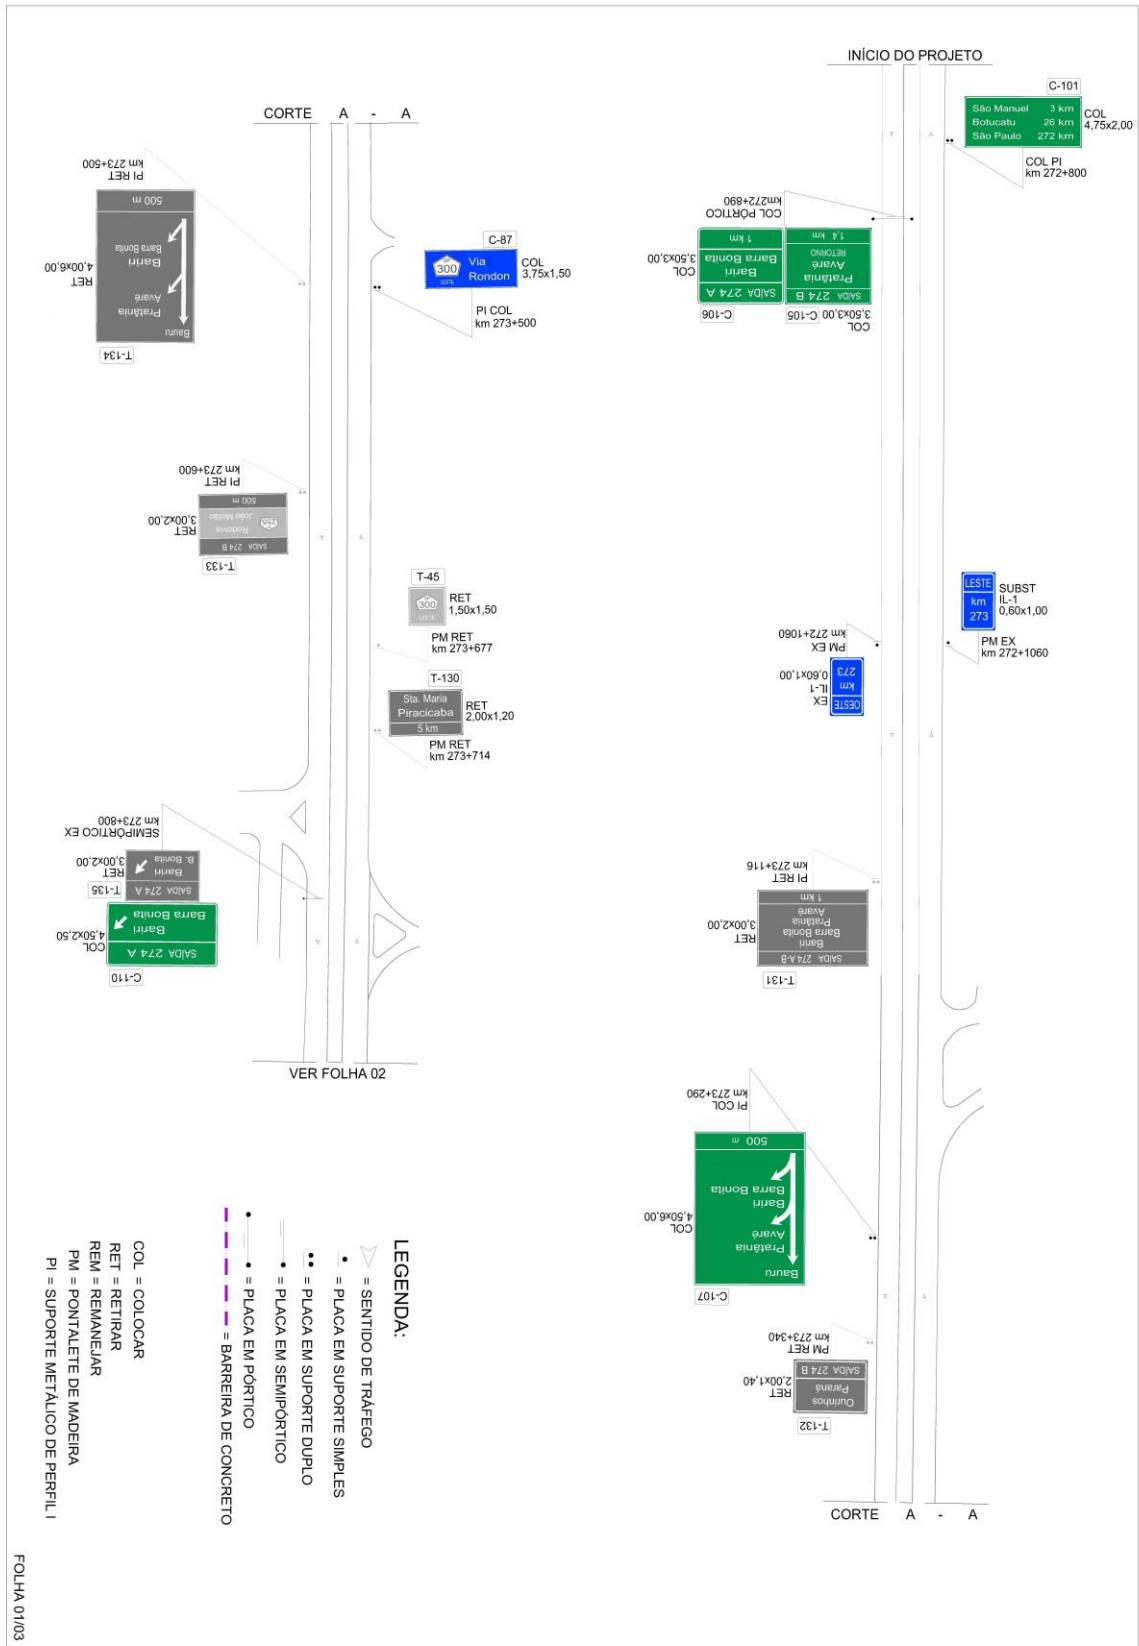 INÍCIO DO PROJETO
C-101
São Manuel 3 km
Botucatu 26 km
São Paulo 272 km
COL
4,75x2,00
COL PI
km 272+800
COL PÓRTICO
km272+890
C-106
SAÍDA 274 A
Bariri
Barra Bonita
1 km
COL
3,50x3,00
C-105
SAÍDA 274 B
Pratânia
Avaré
RETORNO
1,4 km
COL
3,50x3,00
LESTE
km
273
SUBST
IL-1
0,60x1,00
PM EX
km 272+1060
PM EX
km 272+1060
OESTE
km
273
EX
IL-1
0,60x1,00
PI RET
km 273+116
T-131
SAÍDA 274 A-B
Bariri
Barra Bonita
Pratânia
Avaré
1 km
RET
3,00x2,00
PI COL
km 273+290
C-107
Bauru
Pratânia
Avaré
Bariri
Barra Bonita
500 m
COL
4,50x6,00
PM RET
km 273+340
T-132
Ourinhos
Paraná
SAÍDA 274 B
RET
2,00x1,40
CORTE A - A
CORTE A - A
PI RET
km 273+500
T-134
Bauru
Pratânia
Avaré
Bariri
Barra Bonita
500 m
RET
4,00x6,00
C-87
300
LESTE
Via
Rondon
COL
3,75x1,50
PI COL
km 273+500
PI RET
km 273+600
T-133
SAÍDA 274 B
Rodovia
João Mellão
500 m
RET
3,00x2,00
T-45
300
LESTE
RET
1,50x1,50
PM RET
km 273+677
T-130
Sta. Maria
Piracicaba
5 km
RET
2,00x1,20
PM RET
km 273+714
SEMIPÓRTICO EX
km 273+800
T-135
SAÍDA 274 A
Bariri
B. Bonita
RET
3,00x2,00
C-110
SAÍDA 274 A
Bariri
Barra Bonita
COL
4,50x2,50
VER FOLHA 02
LEGENDA:
= SENTIDO DE TRÁFEGO
= PLACA EM SUPORTE SIMPLES
= PLACA EM SUPORTE DUPLO
= PLACA EM SEMIPÓRTICO
= PLACA EM PÓRTICO
= BARREIRA DE CONCRETO
COL = COLOCAR
RET = RETIRAR
REM = REMANEJAR
PM = PONTALETE DE MADEIRA
PI = SUPORTE METÁLICO DE PERFIL I
FOLHA 01/03